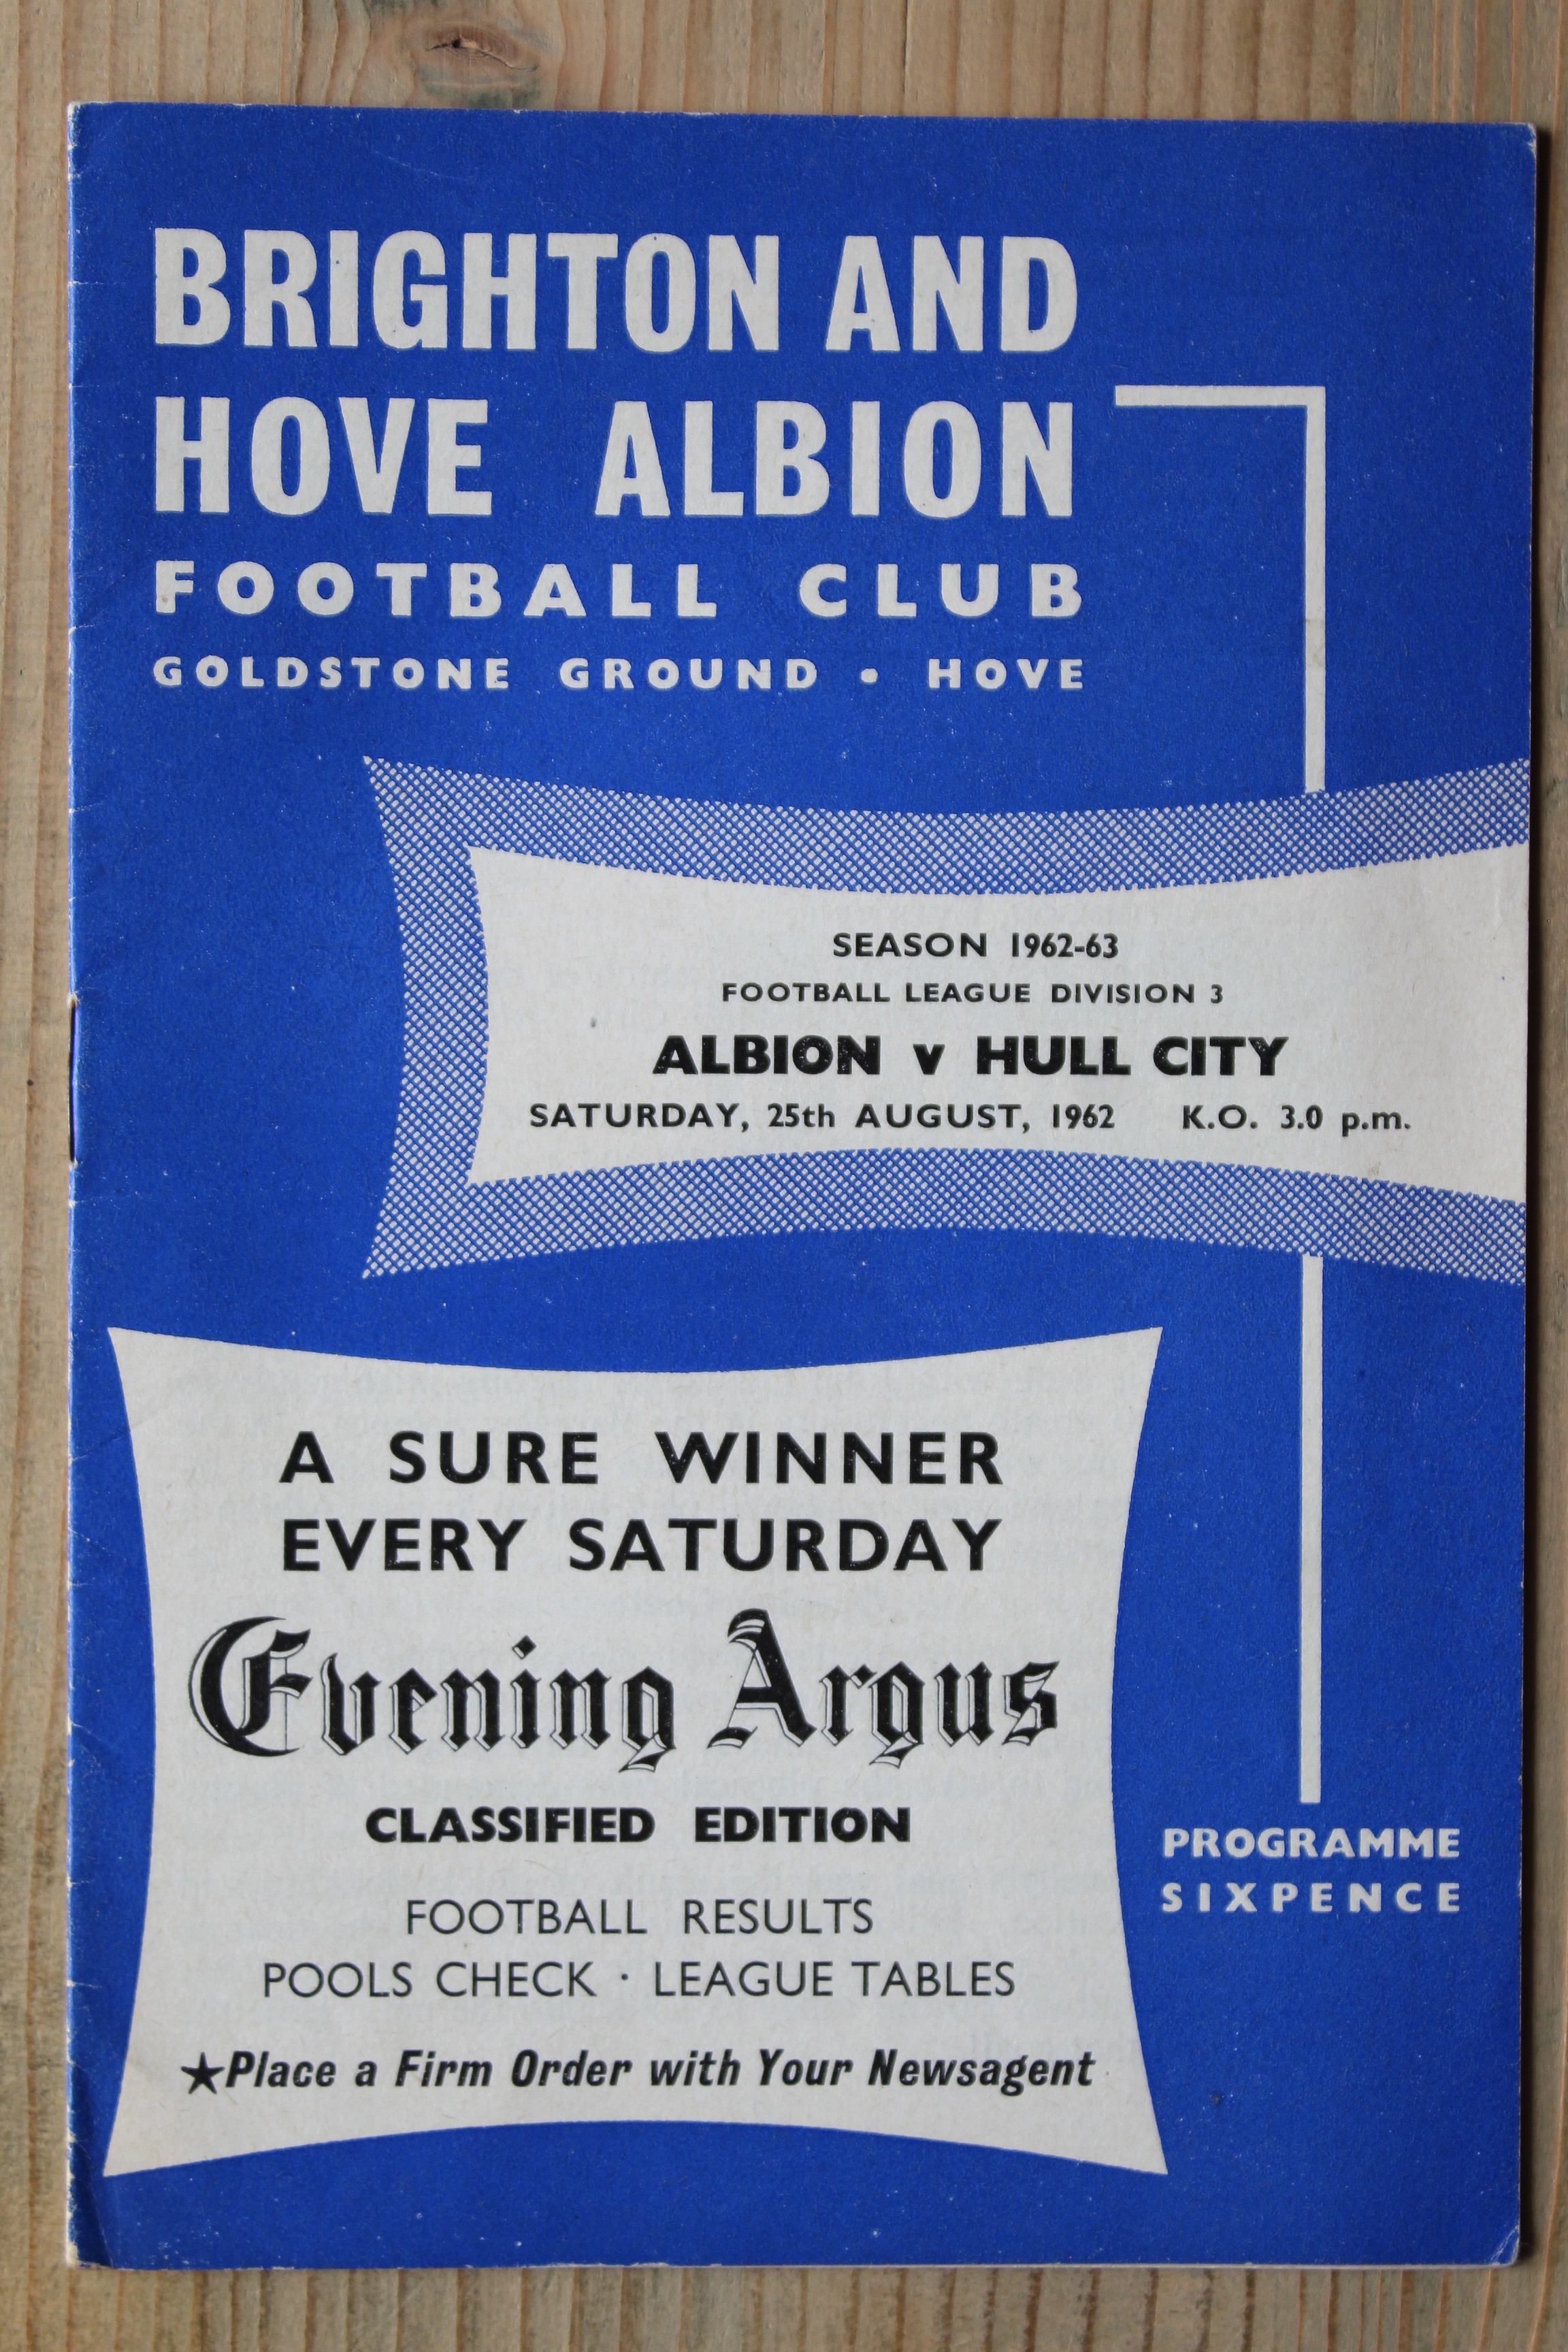 BRIGHTON AND
HOVE ALBION
FOOTBALL CLUB
GOLDSTONE GROUND • HOVE
SEASON 1962-63
FOOTBALL LEAGUE DIVISION 3
ALBION v HULL CITY
SATURDAY, 25th AUGUST, 1962 K.O. 3.0 p.m.
A SURE WINNER
EVERY SATURDAY
Evening Argus
CLASSIFIED EDITION
FOOTBALL RESULTS
POOLS CHECK · LEAGUE TABLES
★Place a Firm Order with Your Newsagent
PROGRAMME
SIXPENCE